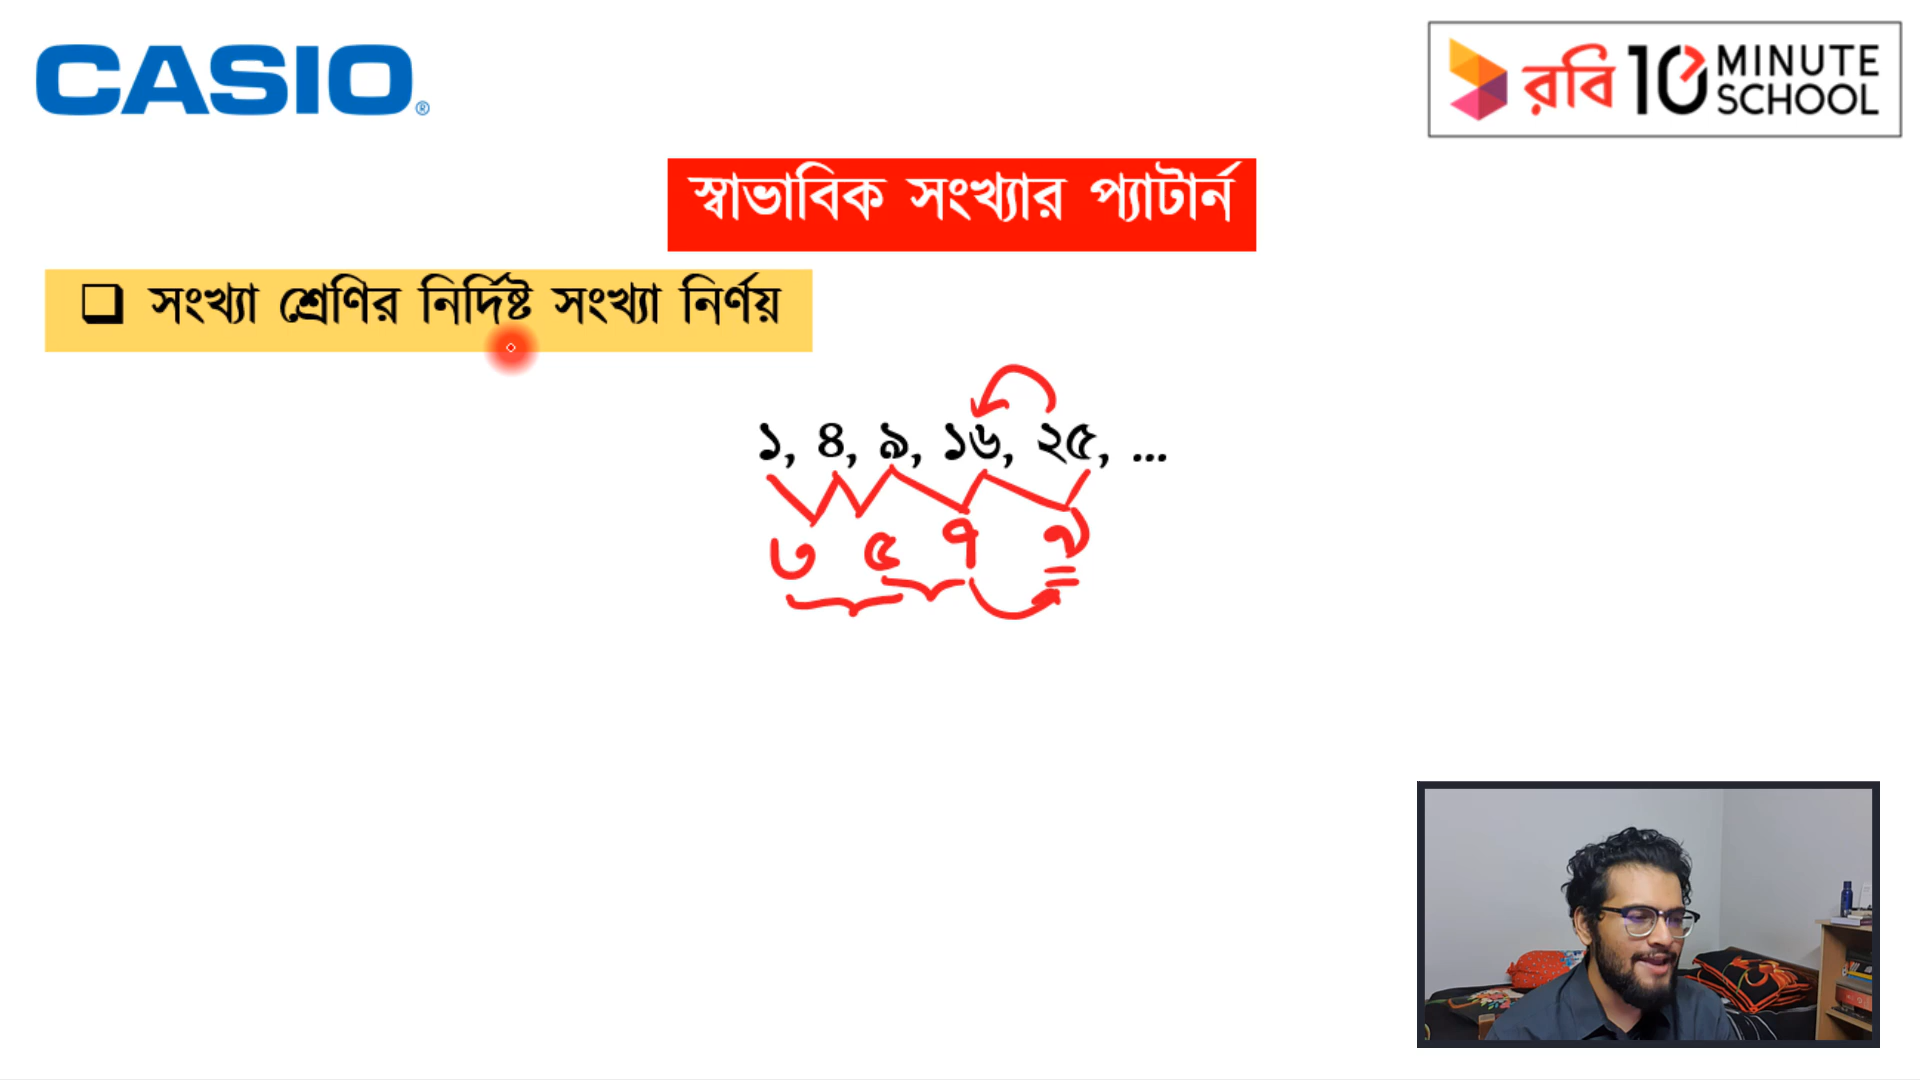 CASIO®
রবি 10 MINUTE SCHOOL
স্বাভাবিক সংখ্যার প্যাটার্ন
❑ সংখ্যা শ্রেণির নির্দিষ্ট সংখ্যা নির্ণয়
১, ৪, ৯, ১৬, ২৫, ...
৩ ৫ ৭ ৯